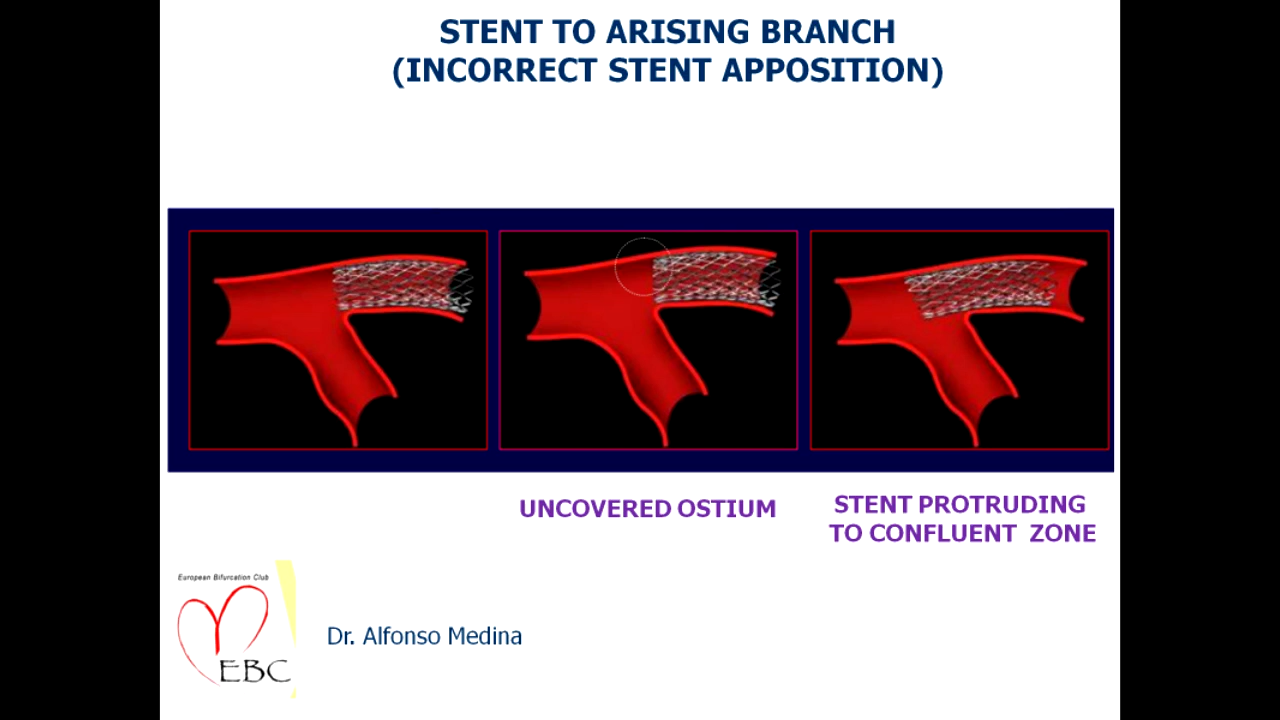 STENT TO ARISING BRANCH
(INCORRECT STENT APPOSITION)
UNCOVERED OSTIUM
STENT PROTRUDING
TO CONFLUENT ZONE
European Bifurcation Club
EBC
Dr. Alfonso Medina